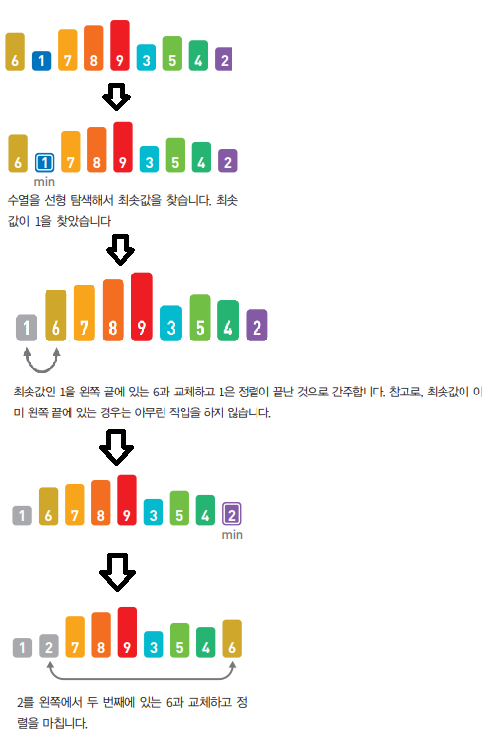 6 1 7 8 9 3 5 4 2
6 1 7 8 9 3 5 4 2
min
수열을 선형 탐색해서 최솟값을 찾습니다. 최솟
값이 1을 찾았습니다
1 6 7 8 9 3 5 4 2
최솟값인 1을 왼쪽 끝에 있는 6과 교체하고 1은 정렬이 끝난 것으로 간주합니다. 참고로, 최솟값이 이
미 왼쪽 끝에 있는 경우는 아무런 작업을 하지 않습니다.
1 6 7 8 9 3 5 4 2
min
1 2 7 8 9 3 5 4 6
2를 왼쪽에서 두 번째에 있는 6과 교체하고 정
렬을 마칩니다.